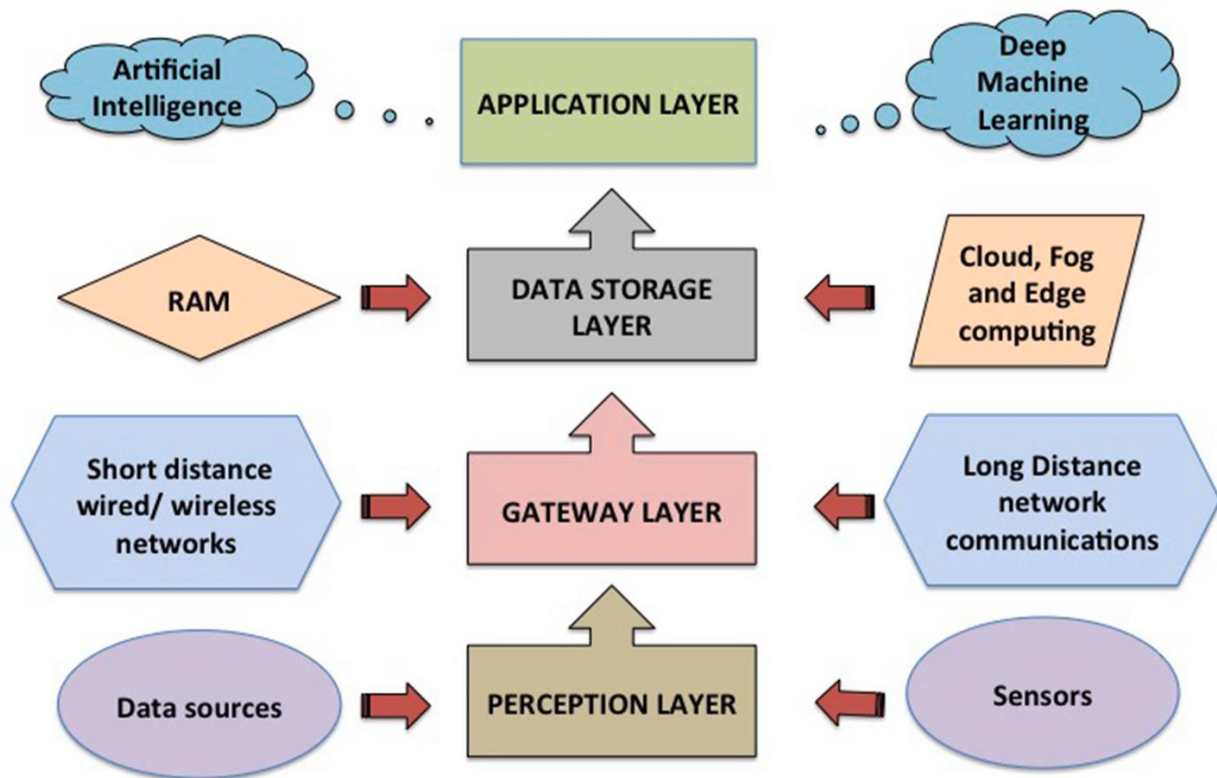 Artificial
Intelligence
APPLICATION LAYER
Deep
Machine
Learning
RAM
DATA STORAGE
LAYER
Cloud, Fog
and Edge
computing
Short distance
wired/ wireless
networks
GATEWAY LAYER
Long Distance
network
communications
Data sources
PERCEPTION LAYER
Sensors